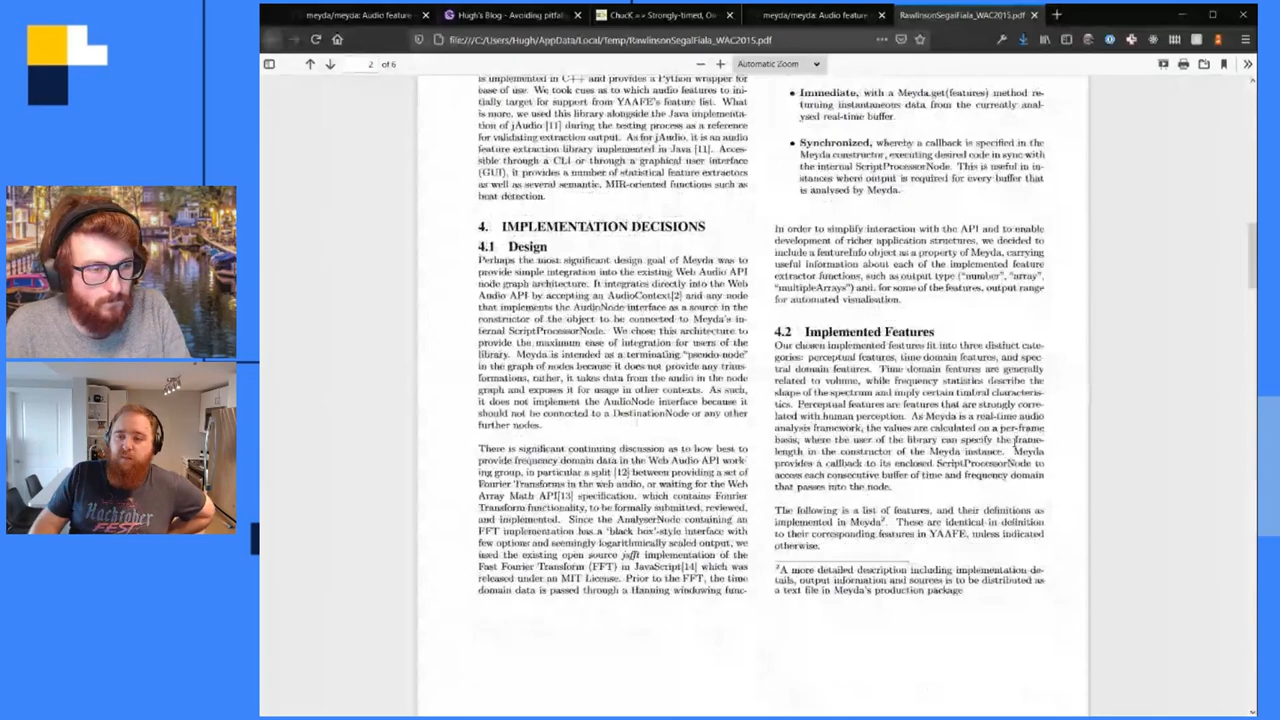 meyda/meyda: Audio feature
Hugh's Blog - Avoiding pitfal
ChucK => Strongly-timed, On
meyda/meyda: Audio feature
RawlinsonSegalFiala_WAC2015.pdf
file:///C:/Users/Hugh/AppData/Local/Temp/RawlinsonSegalFiala_WAC2015.pdf
2 of 6
Automatic Zoom
is implemented in C++ and provides a Python wrapper for
ease of use. We took cues as to which audio features to ini-
tially target for support from YAAFE's feature list. What
is more, we used this library alongside the Java implementa-
tion of jAudio [11] during the testing process as a reference
for validating extraction output. As for jAudio, it is an audio
feature extraction library implemented in Java [11]. Acces-
sible through a CLI or through a graphical user interface
(GUI), it provides a number of statistical feature extractors
as well as several semantic, MIR-oriented functions such as
beat detection.
4. IMPLEMENTATION DECISIONS
4.1 Design
Perhaps the most significant design goal of Meyda was to
provide simple integration into the existing Web Audio API
node graph architecture. It integrates directly into the Web
Audio API by accepting an AudioContext[2] and any node
that implements the AudioNode interface as a source in the
constructor of the object to be connected to Meyda's in-
ternal ScriptProcessorNode. We chose this architecture to
provide the maximum ease of integration for users of the
library. Meyda is intended as a terminating "pseudo-node"
in the graph of nodes because it does not provide any trans-
formations, rather, it takes data from the audio in the node
graph and exposes it for usage in other contexts. As such,
it does not implement the AudioNode interface because it
should not be connected to a DestinationNode or any other
further nodes.
There is significant continuing discussion as to how best to
provide frequency domain data in the Web Audio API work-
ing group, in particular a split [12] between providing a set of
Fourier Transforms in the web audio, or waiting for the Web
Array Math API[13] specification, which contains Fourier
Transform functionality, to be formally submitted, reviewed,
and implemented. Since the AnalyserNode containing an
FFT implementation has a 'black box'-style interface with
few options and seemingly logarithmically scaled output, we
used the existing open source jsfft implementation of the
Fast Fourier Transform (FFT) in JavaScript[14] which was
released under an MIT License. Prior to the FFT, the time
domain data is passed through a Hanning windowing func-
• Immediate, with a Meyda.get(features) method re-
turning instantaneous data from the currently anal-
ysed real-time buffer.
• Synchronized, whereby a callback is specified in the
Meyda constructor, executing desired code in sync with
the internal ScriptProcessorNode. This is useful in in-
stances where output is required for every buffer that
is analysed by Meyda.
In order to simplify interaction with the API and to enable
development of richer application structures, we decided to
include a featureInfo object as a property of Meyda, carrying
useful information about each of the implemented feature
extractor functions, such as output type ("number", "array",
"multipleArrays") and, for some of the features, output range
for automated visualisation.
4.2 Implemented Features
Our chosen implemented features fit into three distinct cate-
gories: perceptual features, time domain features, and spec-
tral domain features. Time domain features are generally
related to volume, while frequency statistics describe the
shape of the spectrum and imply certain timbral characteris-
tics. Perceptual features are features that are strongly corre-
lated with human perception. As Meyda is a real-time audio
analysis framework, the values are calculated on a per-frame
basis, where the user of the library can specify the frame-
length in the constructor of the Meyda instance. Meyda
provides a callback to its enclosed ScriptProcessorNode to
access each consecutive buffer of time and frequency domain
that passes into the node.
The following is a list of features, and their definitions as
implemented in Meyda². These are identical in definition
to their corresponding features in YAAFE, unless indicated
otherwise.
²A more detailed description including implementation de-
tails, output information and sources is to be distributed as
a text file in Meyda's production package
Hacktober
FEST